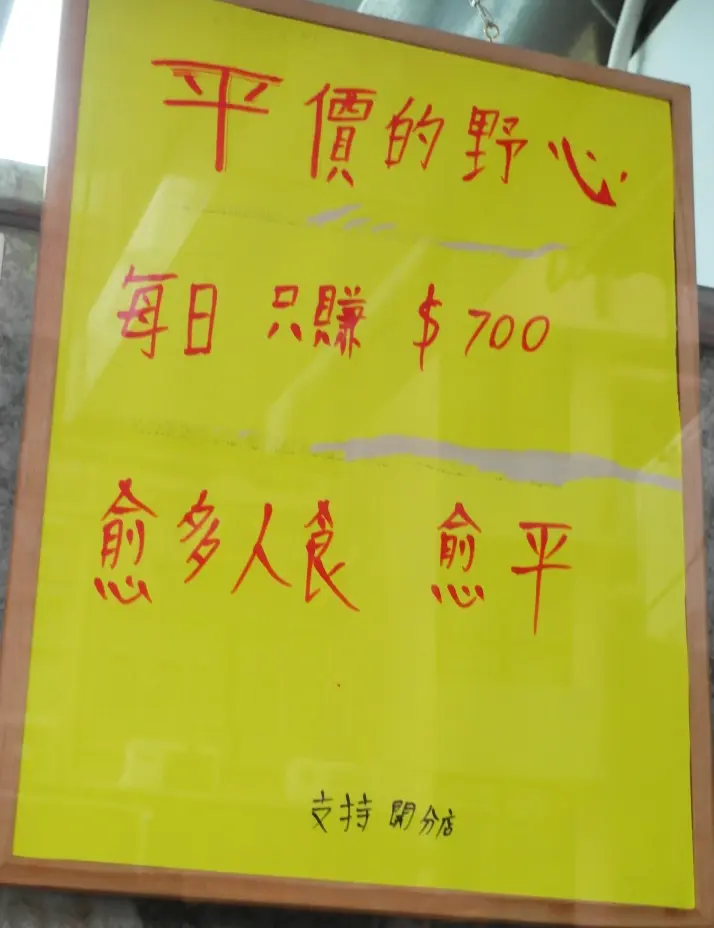 平價的野心
每日 只賺 $700
愈多人食 愈平
支持 開分店